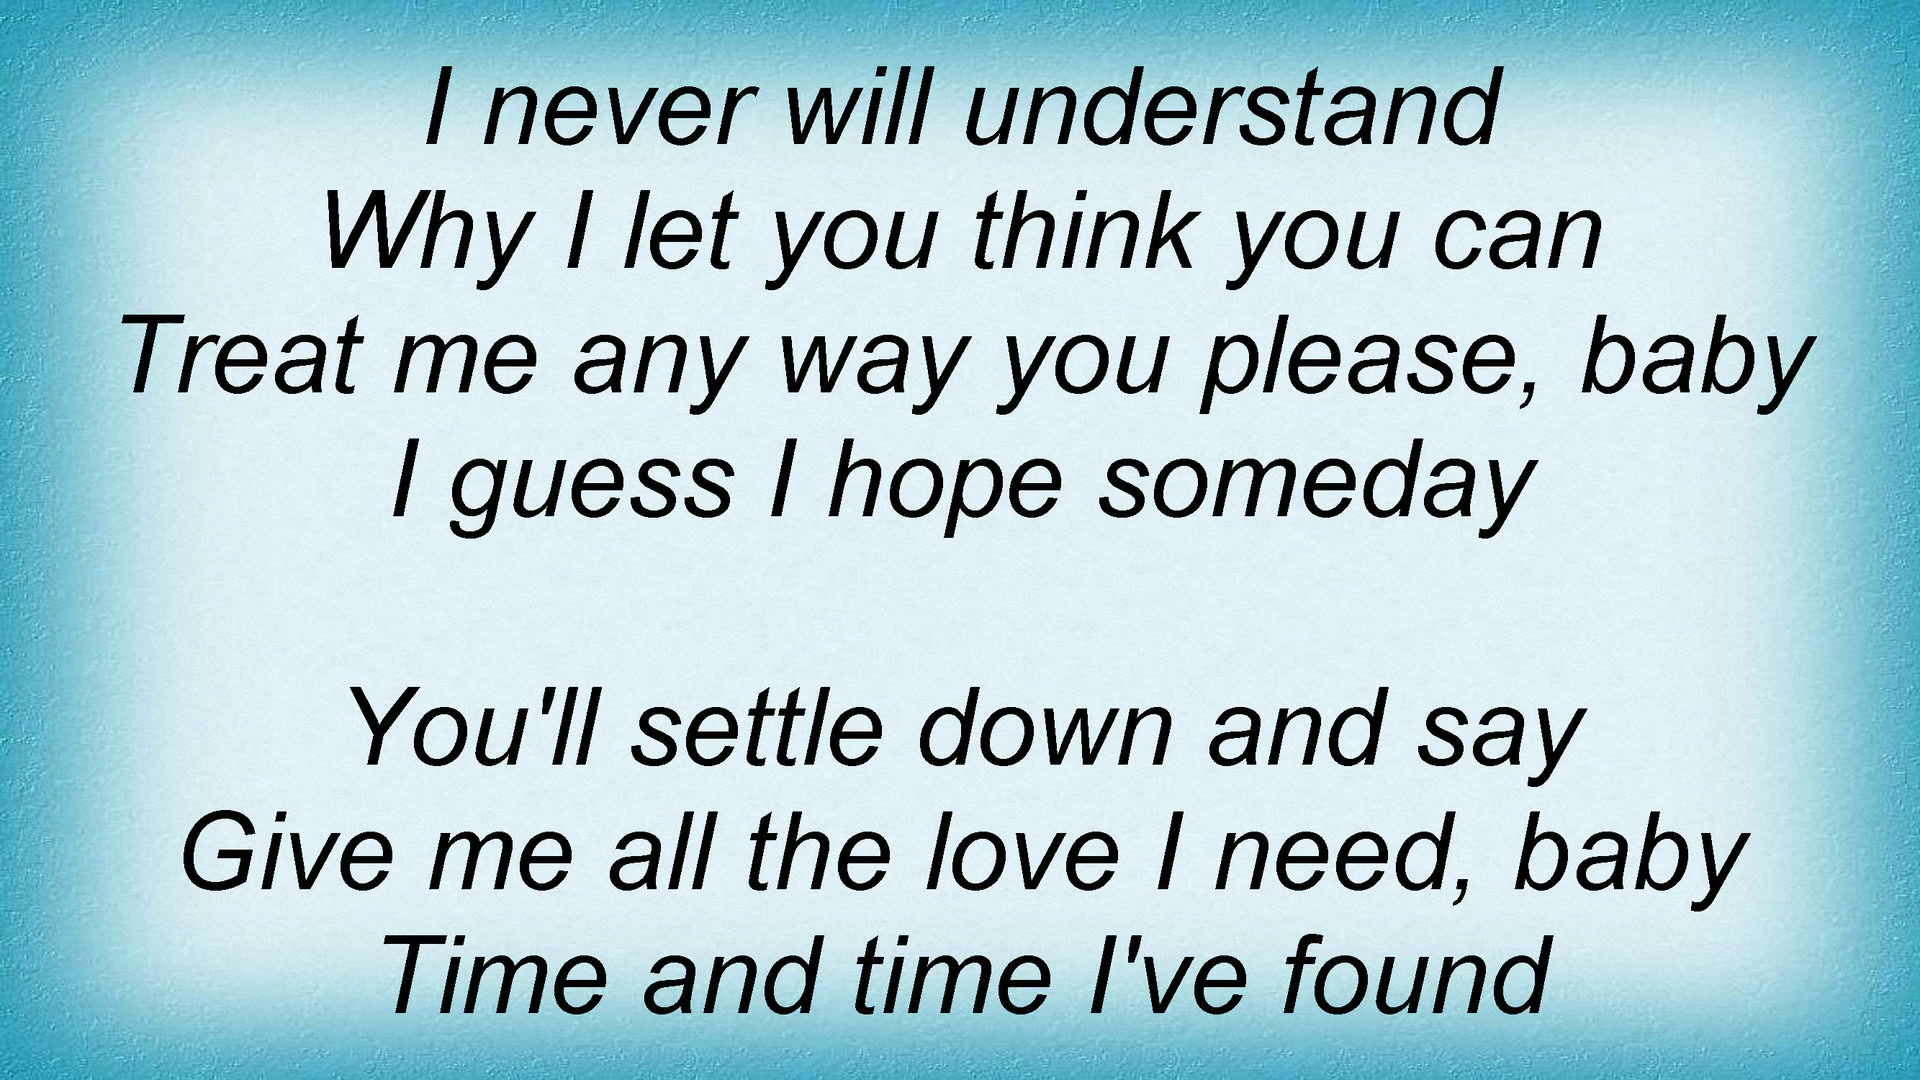 I never will understand
Why I let you think you can
Treat me any way you please, baby
I guess I hope someday
You'll settle down and say
Give me all the love I need, baby
Time and time I've found